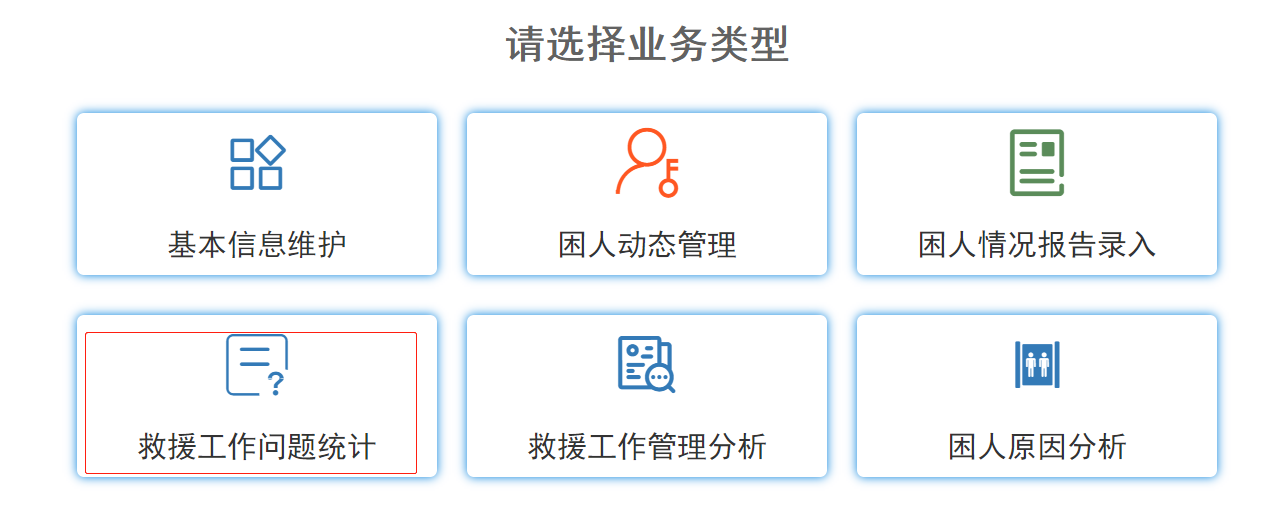 请选择业务类型
基本信息维护
困人动态管理
困人情况报告录入
?
救援工作问题统计
救援工作管理分析
困人原因分析